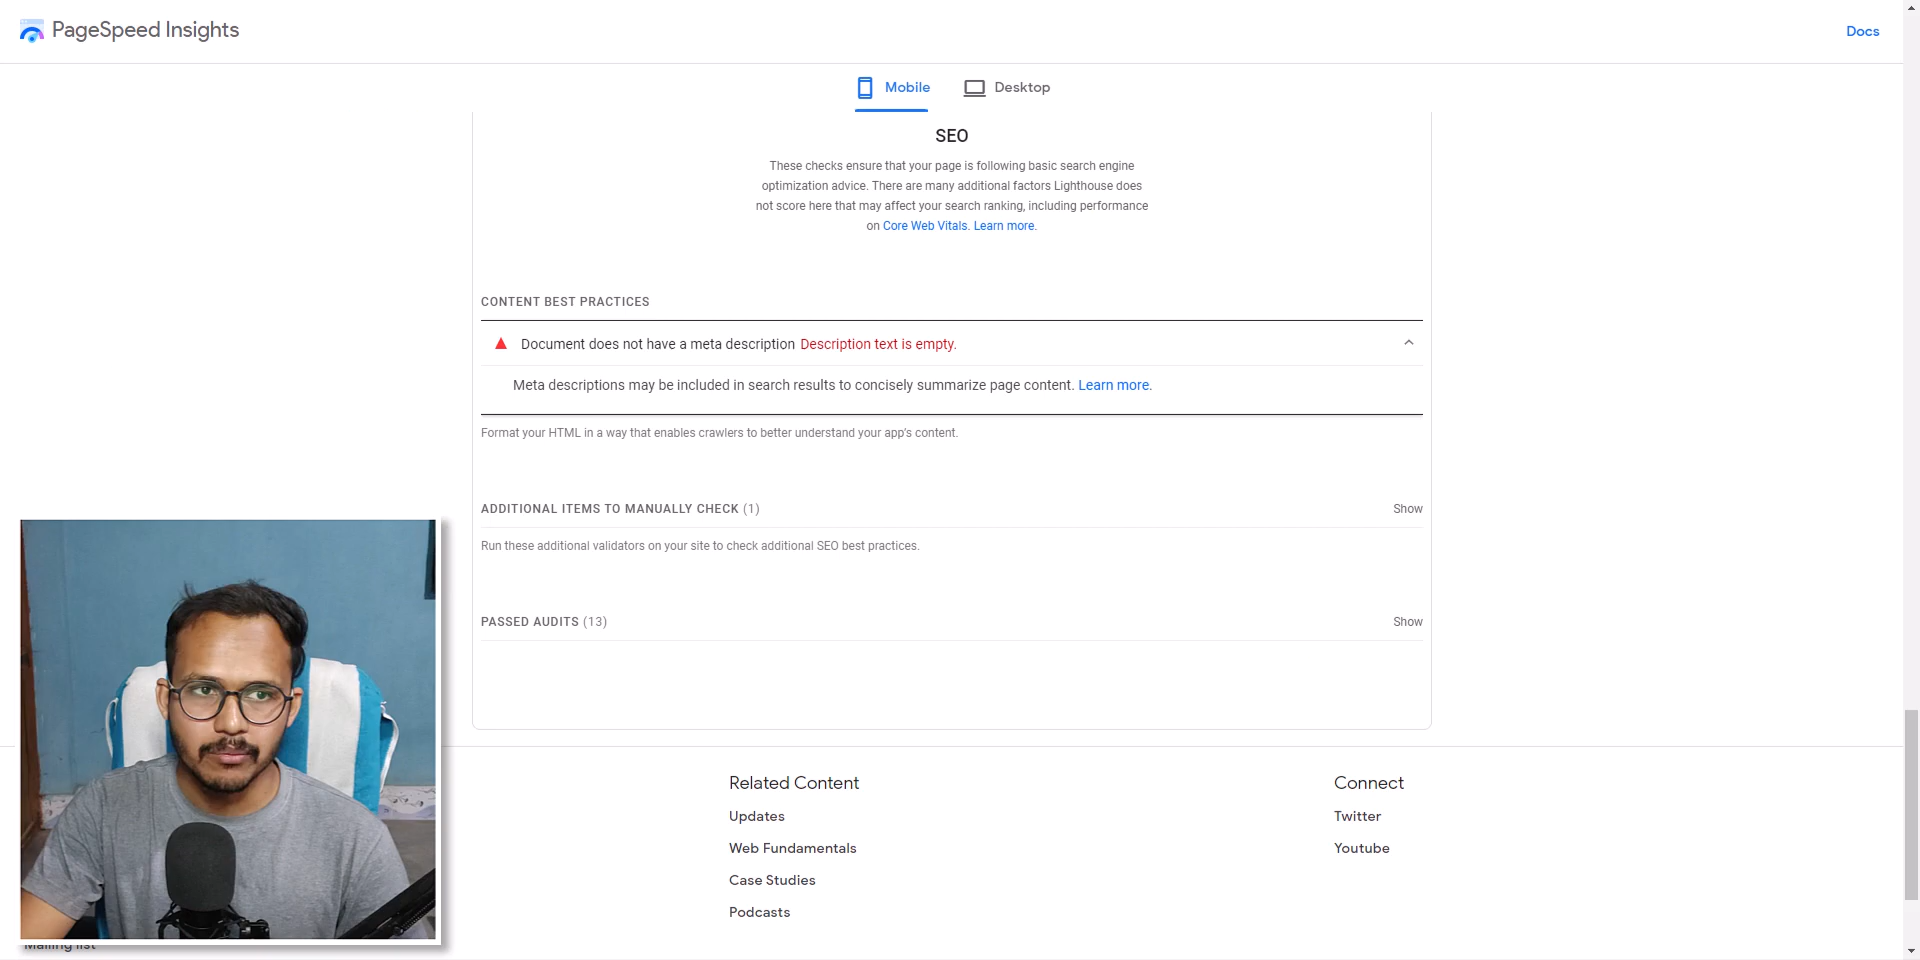 PageSpeed Insights
Docs
Mobile
Desktop
SEO
These checks ensure that your page is following basic search engine
optimization advice. There are many additional factors Lighthouse does
not score here that may affect your search ranking, including performance
on Core Web Vitals. Learn more.
CONTENT BEST PRACTICES
Document does not have a meta description Description text is empty.
Meta descriptions may be included in search results to concisely summarize page content. Learn more.
Format your HTML in a way that enables crawlers to better understand your app's content.
ADDITIONAL ITEMS TO MANUALLY CHECK (1)
Show
Run these additional validators on your site to check additional SEO best practices.
PASSED AUDITS (13)
Show
Related Content
Updates
Web Fundamentals
Case Studies
Podcasts
Connect
Twitter
Youtube
Mailing list